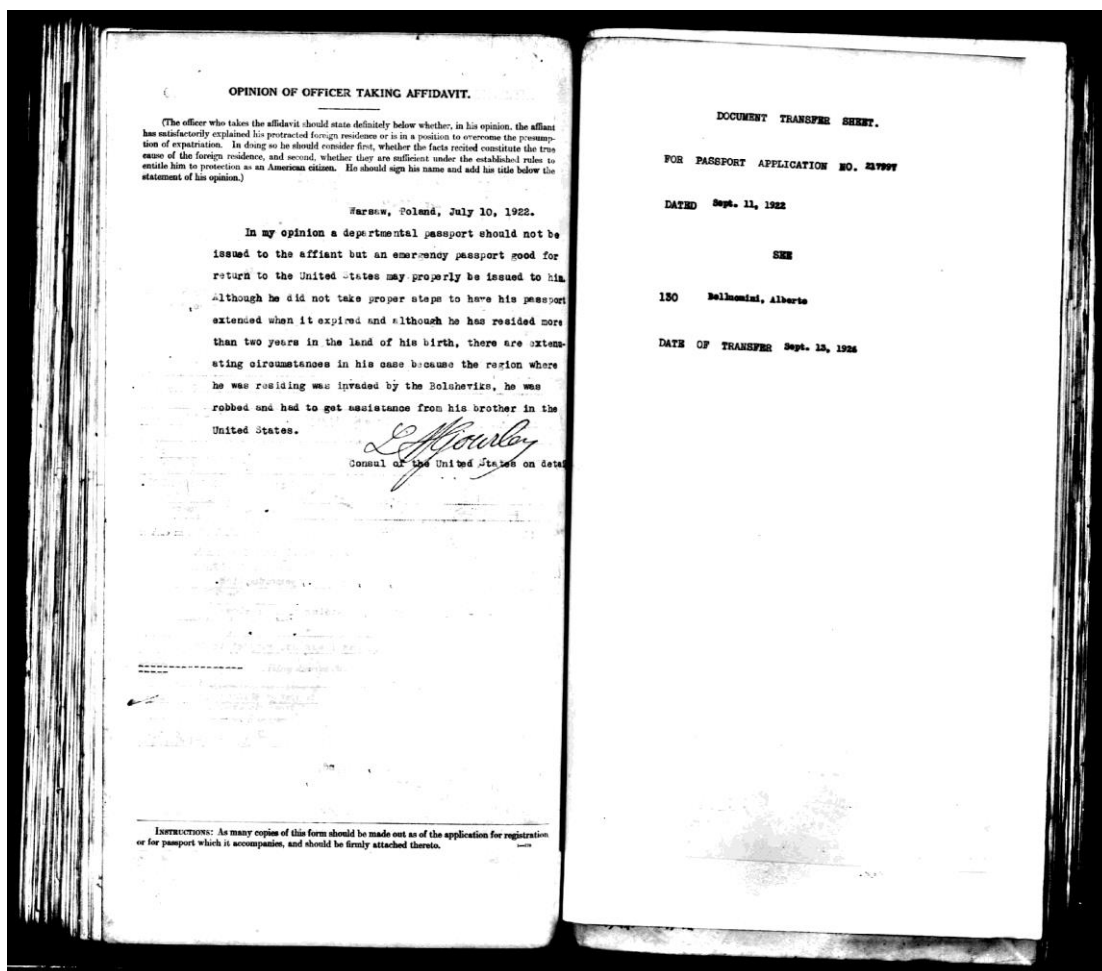 OPINION OF OFFICER TAKING AFFIDAVIT.
(The officer who takes the affidavit should state definitely below whether, in his opinion, the affiant
has satisfactorily explained his protracted foreign residence or is in a position to overcome the presump-
tion of expatriation. In doing so he should consider first, whether the facts recited constitute the true
cause of the foreign residence, and second, whether they are sufficient under the established rules to
entitle him to protection as an American citizen. He should sign his name and add his title below the
statement of his opinion.)
Warsaw, Poland, July 10, 1922.
In my opinion a departmental passport should not be
issued to the affiant but an emergency passport good for
return to the United States may properly be issued to him.
Although he did not take proper steps to have his passport
extended when it expired and although he has resided more
than two years in the land of his birth, there are extenu-
ating circumstances in his case because the region where
he was residing was invaded by the Bolsheviks, he was
robbed and had to get assistance from his brother in the
United States.
Gourley
Consul of the United States on detai
INSTRUCTIONS: As many copies of this form should be made out as of the application for registration
or for passport which it accompanies, and should be firmly attached thereto.
DOCUMENT TRANSFER SHEET.
FOR PASSPORT APPLICATION NO. 217997
DATED Sept. 11, 1922
SEE
130 Belluomini, Alberto
DATE OF TRANSFER Sept. 13, 1926